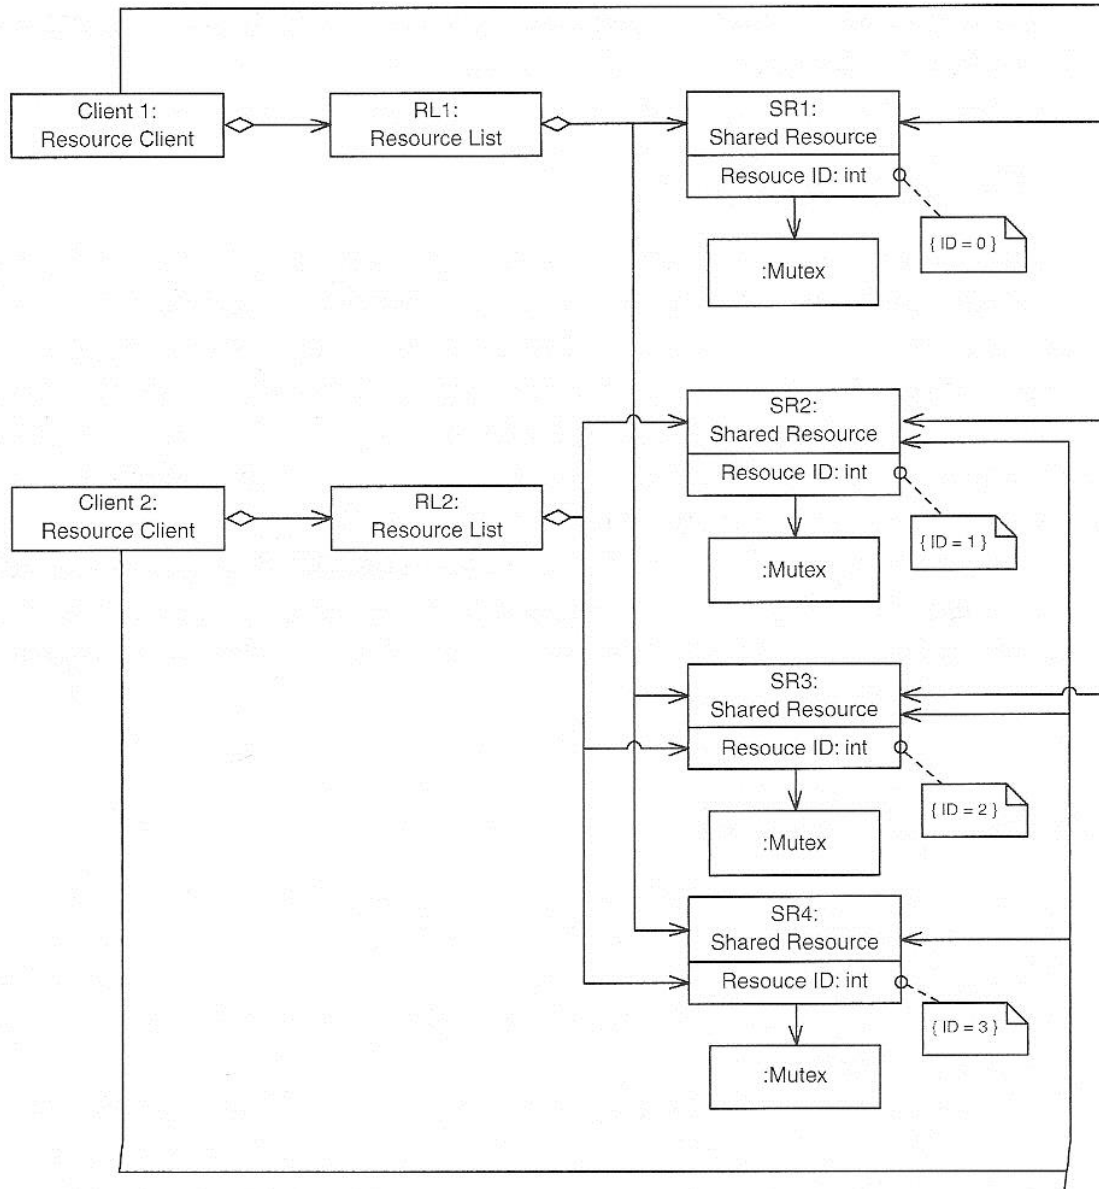 Client 1:
Resource Client
RL1:
Resource List
SR1:
Shared Resource
Resouce ID: int
{ ID = 0 }
:Mutex
SR2:
Shared Resource
Resouce ID: int
{ ID = 1 }
:Mutex
Client 2:
Resource Client
RL2:
Resource List
SR3:
Shared Resource
Resouce ID: int
{ ID = 2 }
:Mutex
SR4:
Shared Resource
Resouce ID: int
{ ID = 3 }
:Mutex